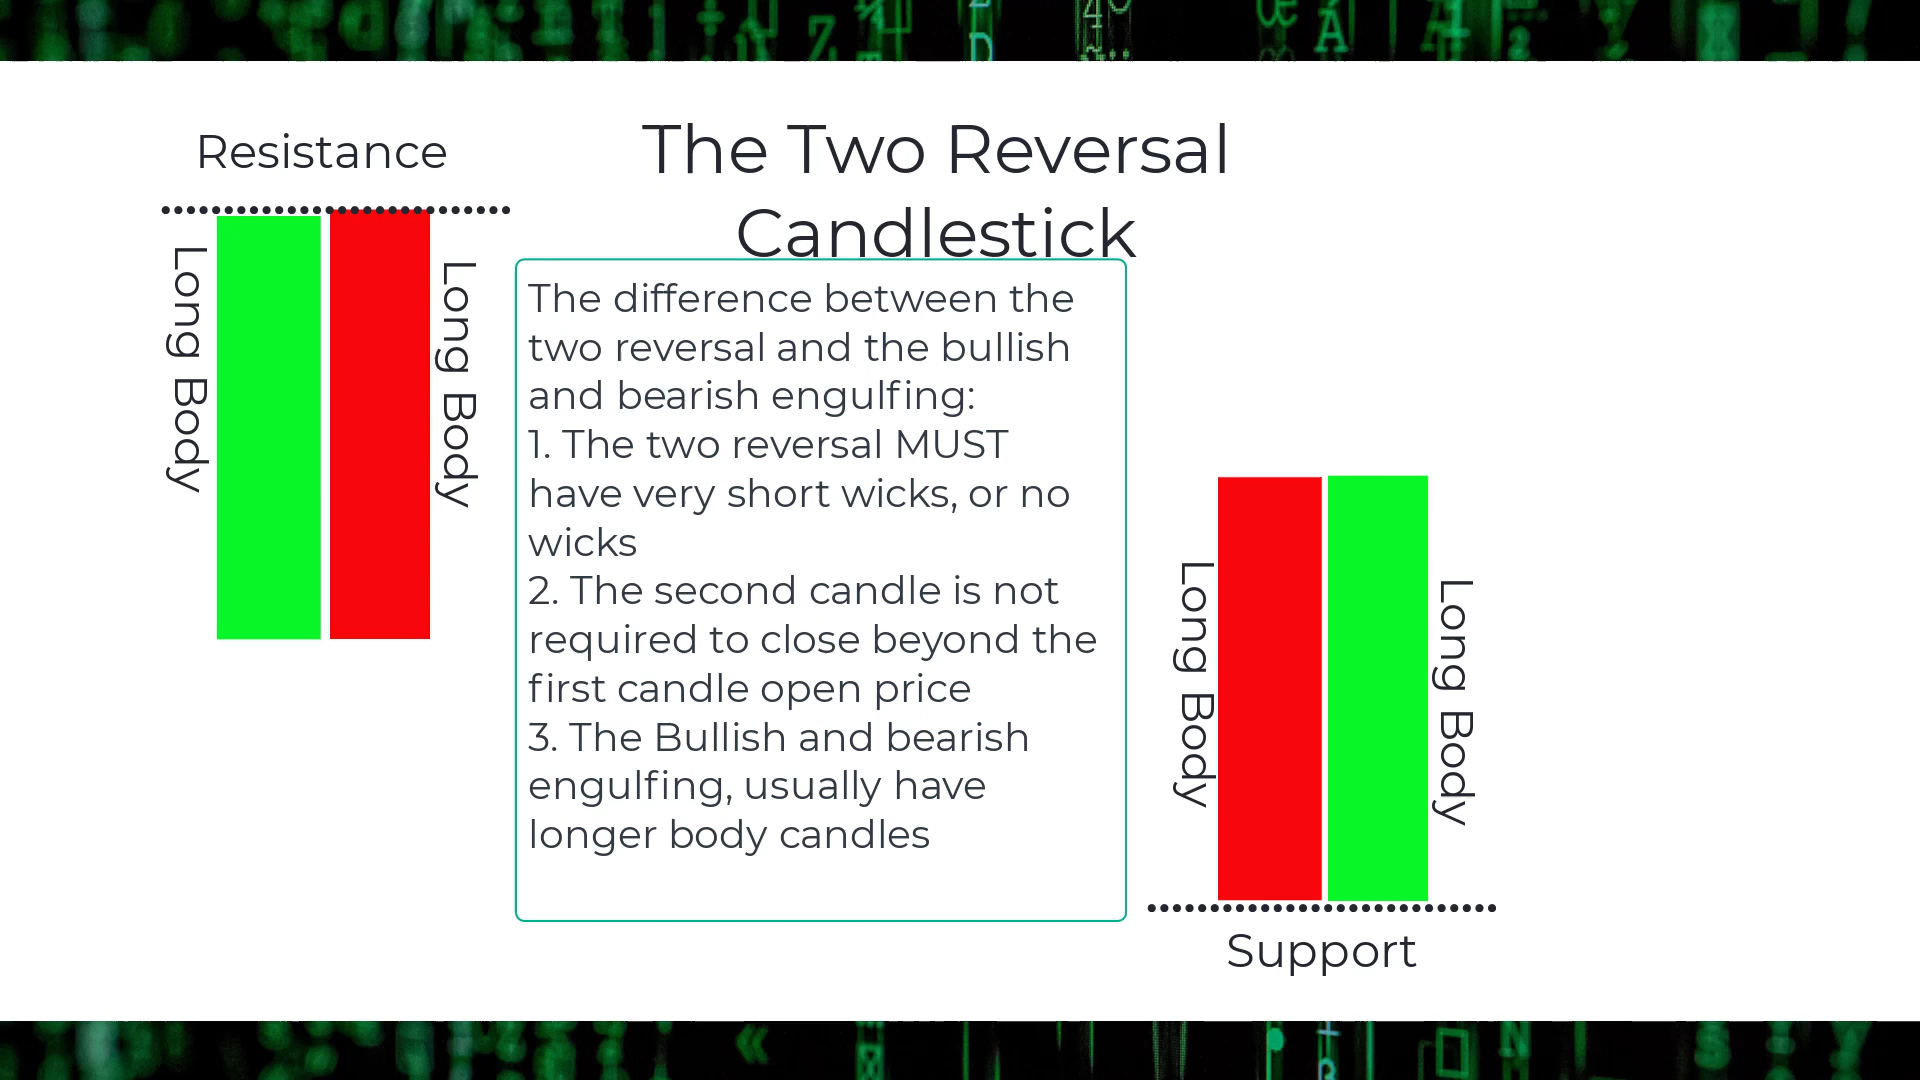 Resistance
The Two Reversal
Candlestick
Long Body
Long Body
The difference between the
two reversal and the bullish
and bearish engulfing:
1. The two reversal MUST
have very short wicks, or no
wicks
2. The second candle is not
required to close beyond the
first candle open price
3. The Bullish and bearish
engulfing, usually have
longer body candles
Long Body
Long Body
Support